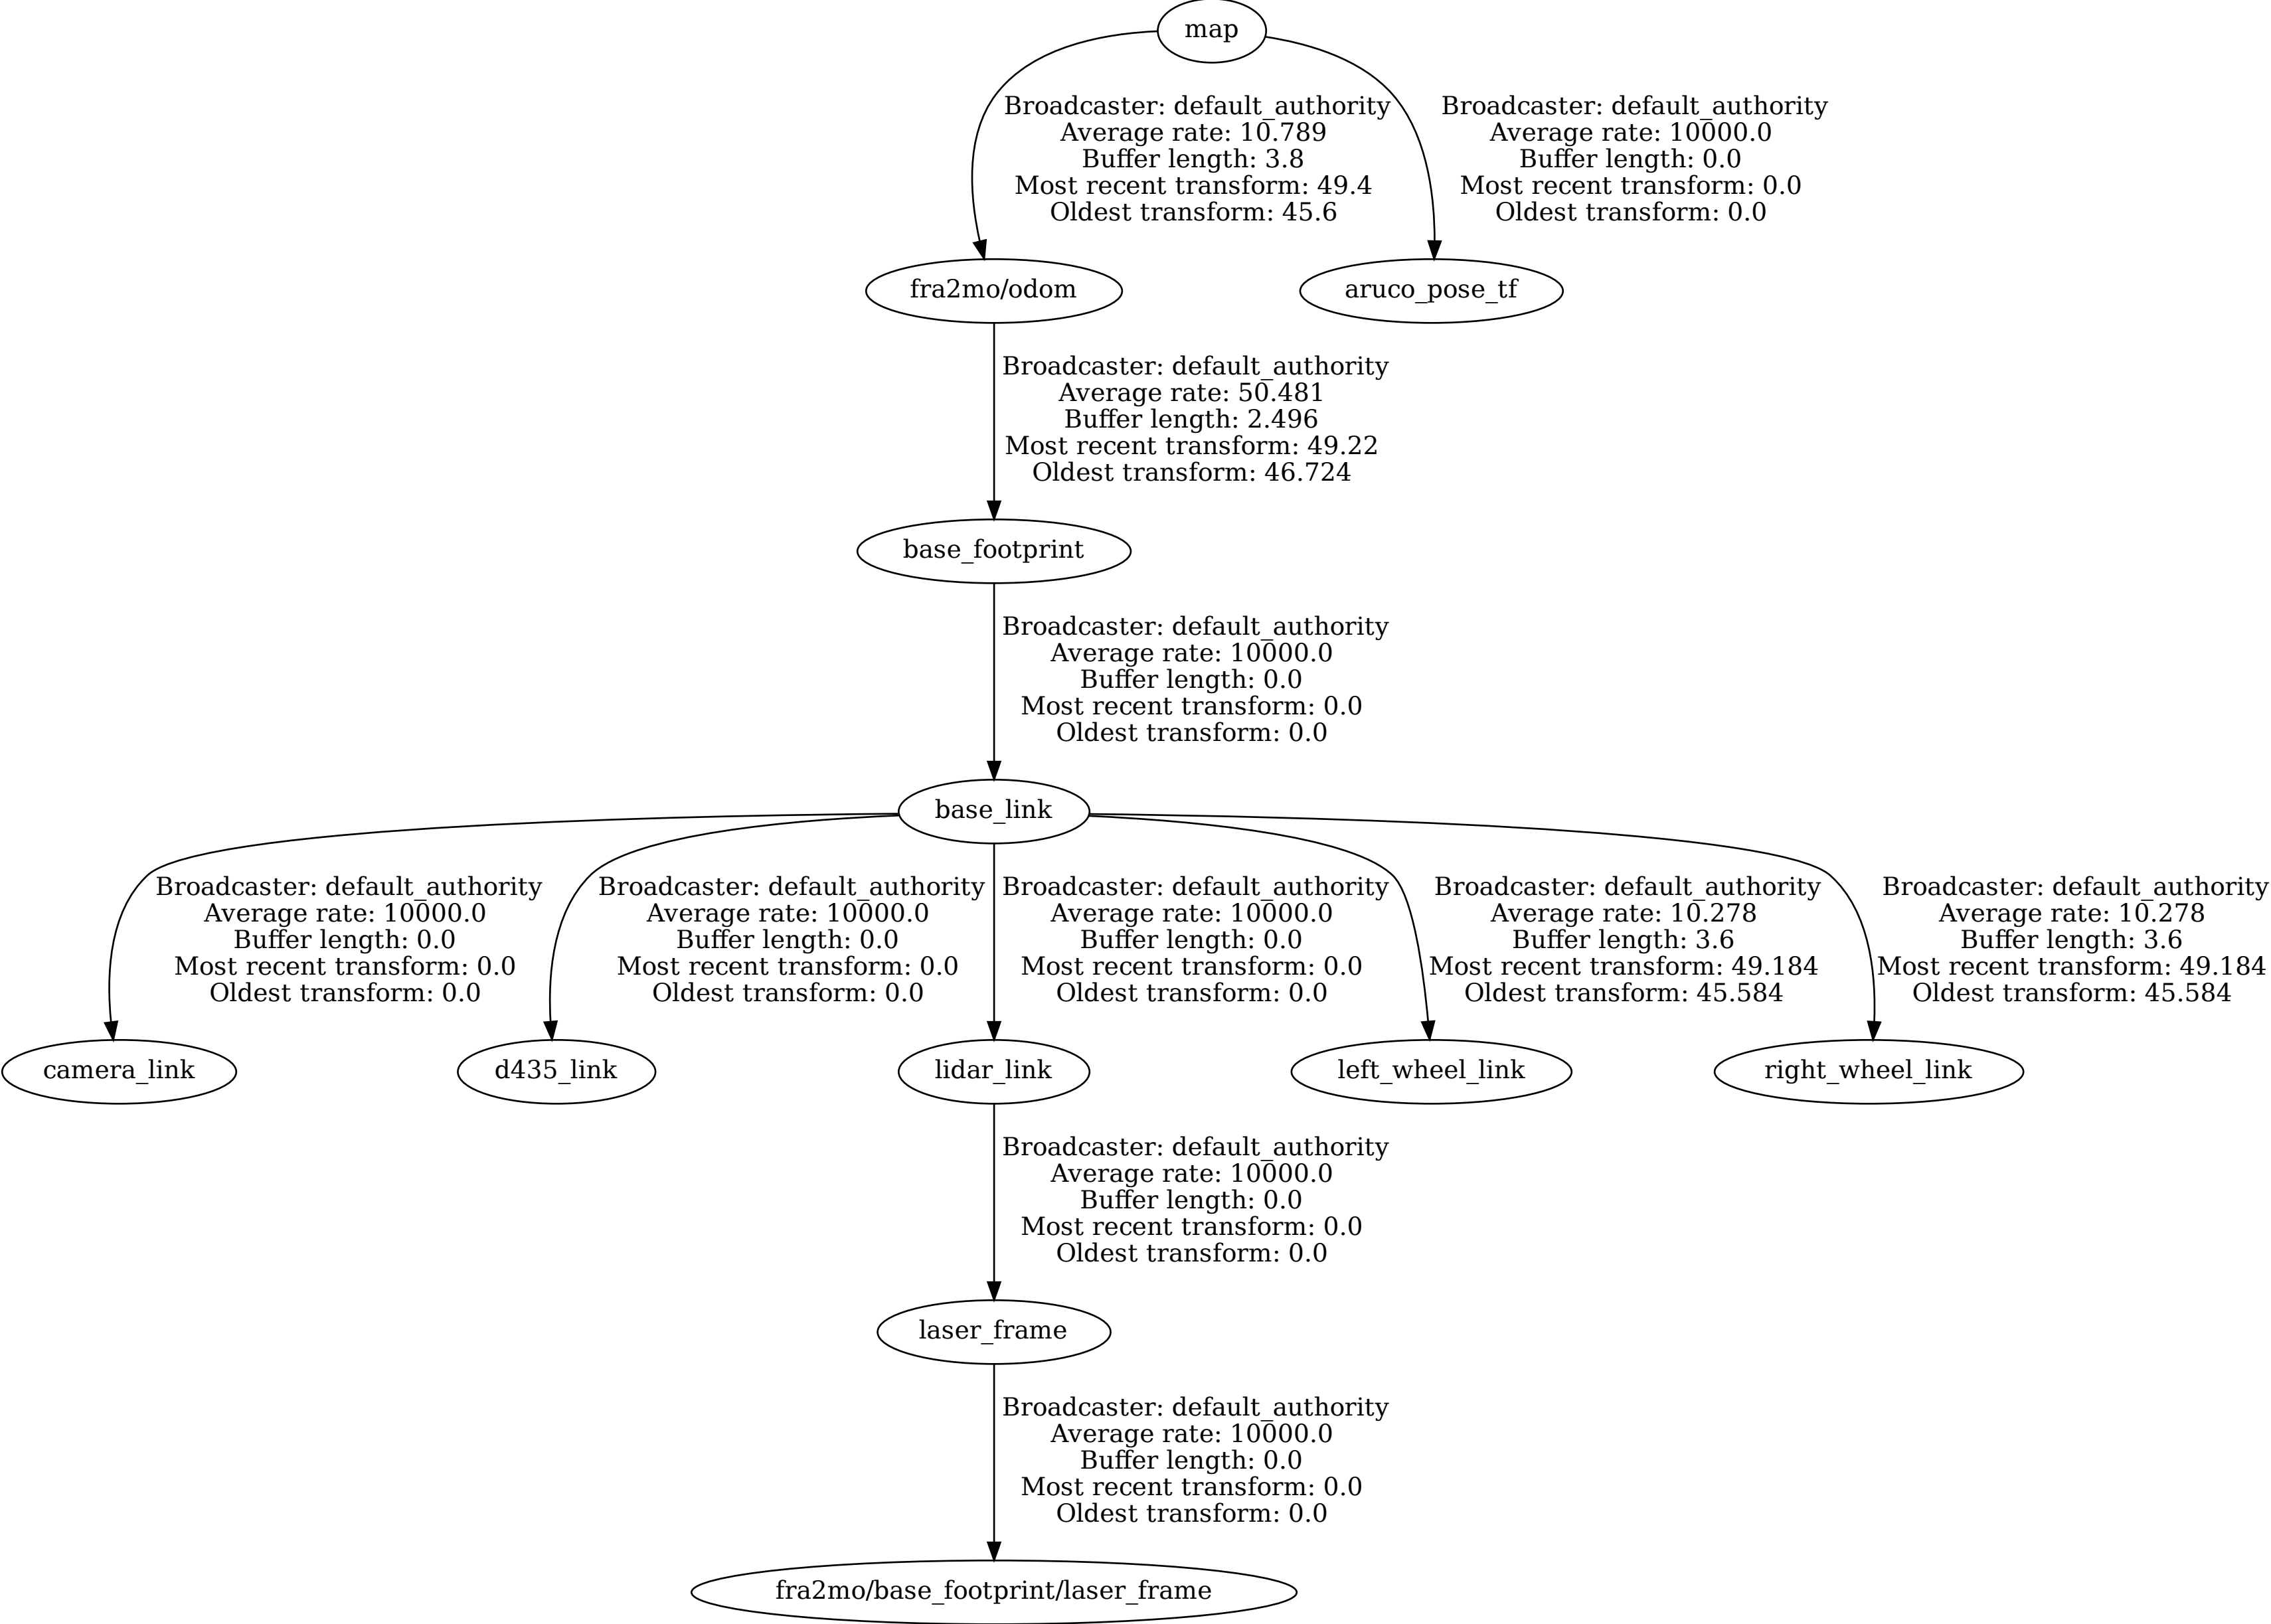 map
Broadcaster: default_authority
Average rate: 10.789
Buffer length: 3.8
Most recent transform: 49.4
Oldest transform: 45.6
Broadcaster: default_authority
Average rate: 10000.0
Buffer length: 0.0
Most recent transform: 0.0
Oldest transform: 0.0
fra2mo/odom
aruco_pose_tf
Broadcaster: default_authority
Average rate: 50.481
Buffer length: 2.496
Most recent transform: 49.22
Oldest transform: 46.724
base_footprint
Broadcaster: default_authority
Average rate: 10000.0
Buffer length: 0.0
Most recent transform: 0.0
Oldest transform: 0.0
base_link
Broadcaster: default_authority
Average rate: 10000.0
Buffer length: 0.0
Most recent transform: 0.0
Oldest transform: 0.0
Broadcaster: default_authority
Average rate: 10000.0
Buffer length: 0.0
Most recent transform: 0.0
Oldest transform: 0.0
Broadcaster: default_authority
Average rate: 10000.0
Buffer length: 0.0
Most recent transform: 0.0
Oldest transform: 0.0
Broadcaster: default_authority
Average rate: 10.278
Buffer length: 3.6
Most recent transform: 49.184
Oldest transform: 45.584
Broadcaster: default_authority
Average rate: 10.278
Buffer length: 3.6
Most recent transform: 49.184
Oldest transform: 45.584
camera_link
d435_link
lidar_link
left_wheel_link
right_wheel_link
Broadcaster: default_authority
Average rate: 10000.0
Buffer length: 0.0
Most recent transform: 0.0
Oldest transform: 0.0
laser_frame
Broadcaster: default_authority
Average rate: 10000.0
Buffer length: 0.0
Most recent transform: 0.0
Oldest transform: 0.0
fra2mo/base_footprint/laser_frame